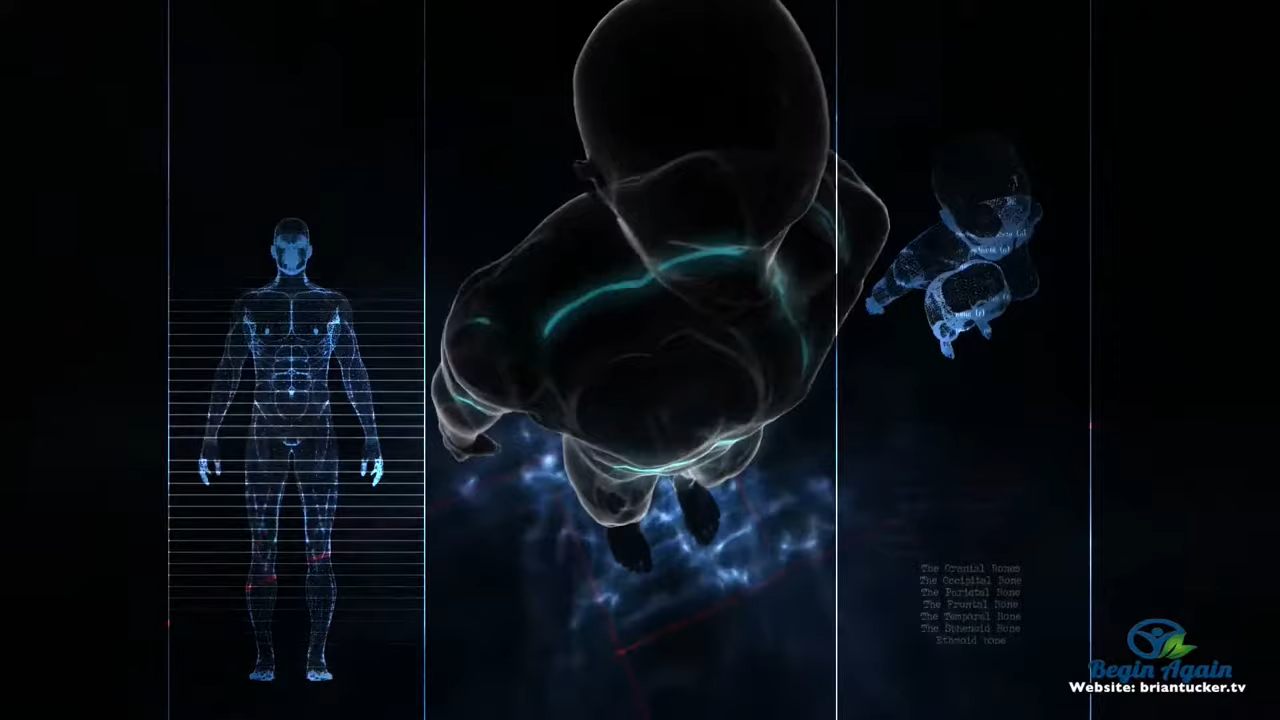 The Cranial Bones
The Occipital Bone
The Parietal Bone
The Frontal Bone
The Temporal Bone
The Sphenoid Bone
Ethmoid bone
Begin Again
Website: briantucker.tv